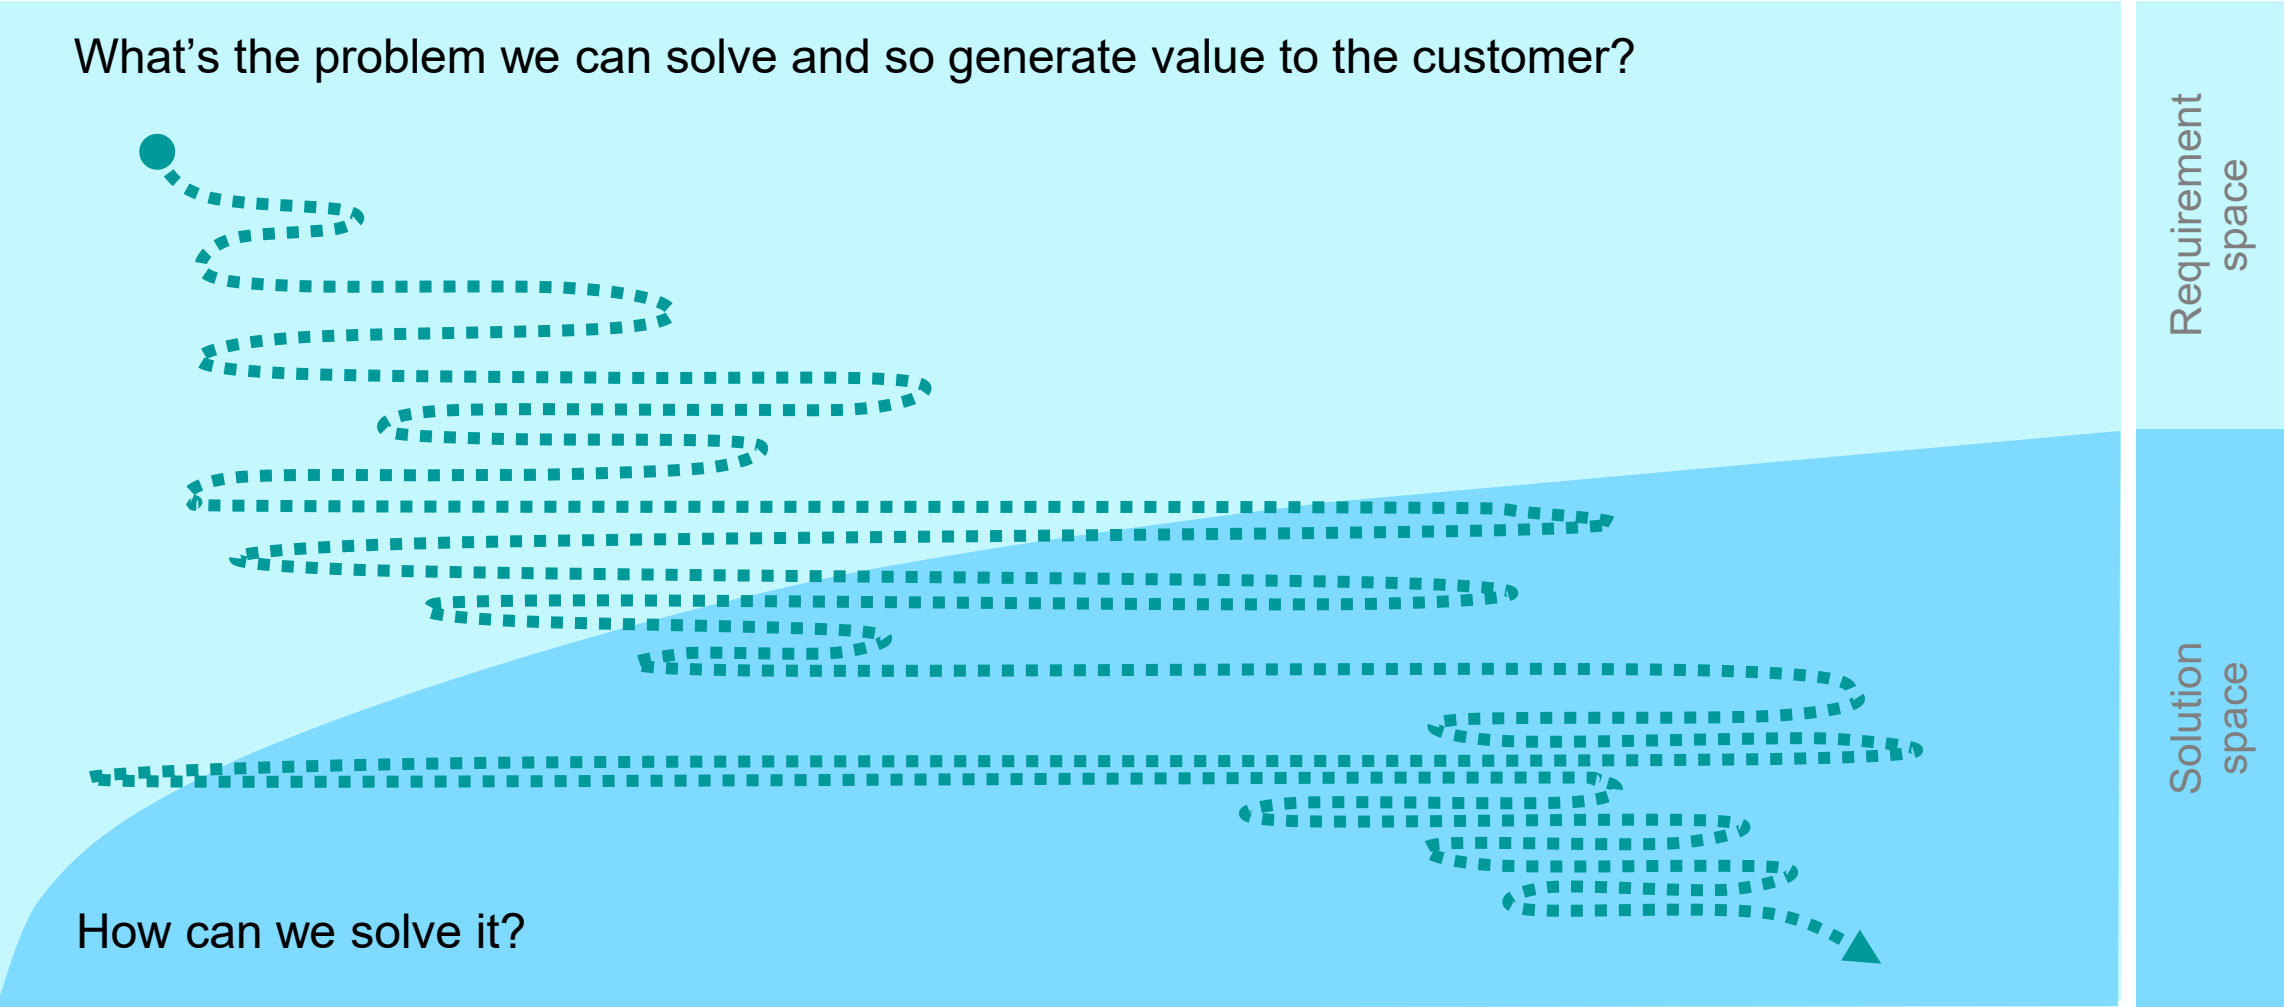 What’s the problem we can solve and so generate value to the customer?
Requirement
space
Solution
space
How can we solve it?